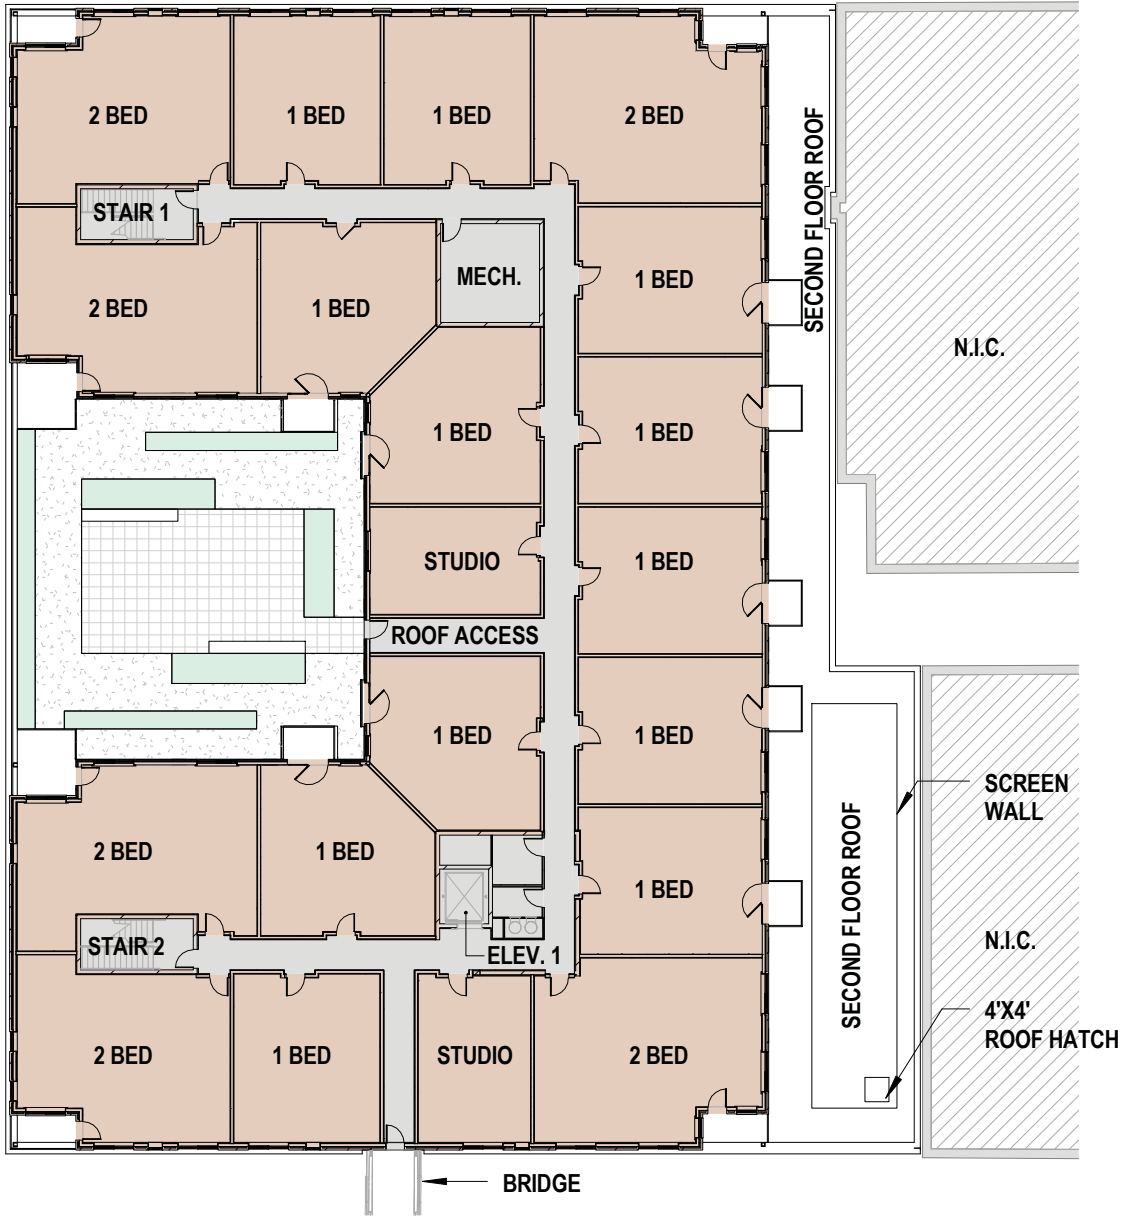 2 BED
1 BED
1 BED
2 BED
SECOND FLOOR ROOF
STAIR 1
MECH.
1 BED
2 BED
1 BED
N.I.C.
1 BED
1 BED
STUDIO
1 BED
ROOF ACCESS
1 BED
1 BED
SCREEN
WALL
2 BED
1 BED
SECOND FLOOR ROOF
1 BED
STAIR 2
ELEV. 1
N.I.C.
4'X4'
ROOF HATCH
2 BED
1 BED
STUDIO
2 BED
BRIDGE